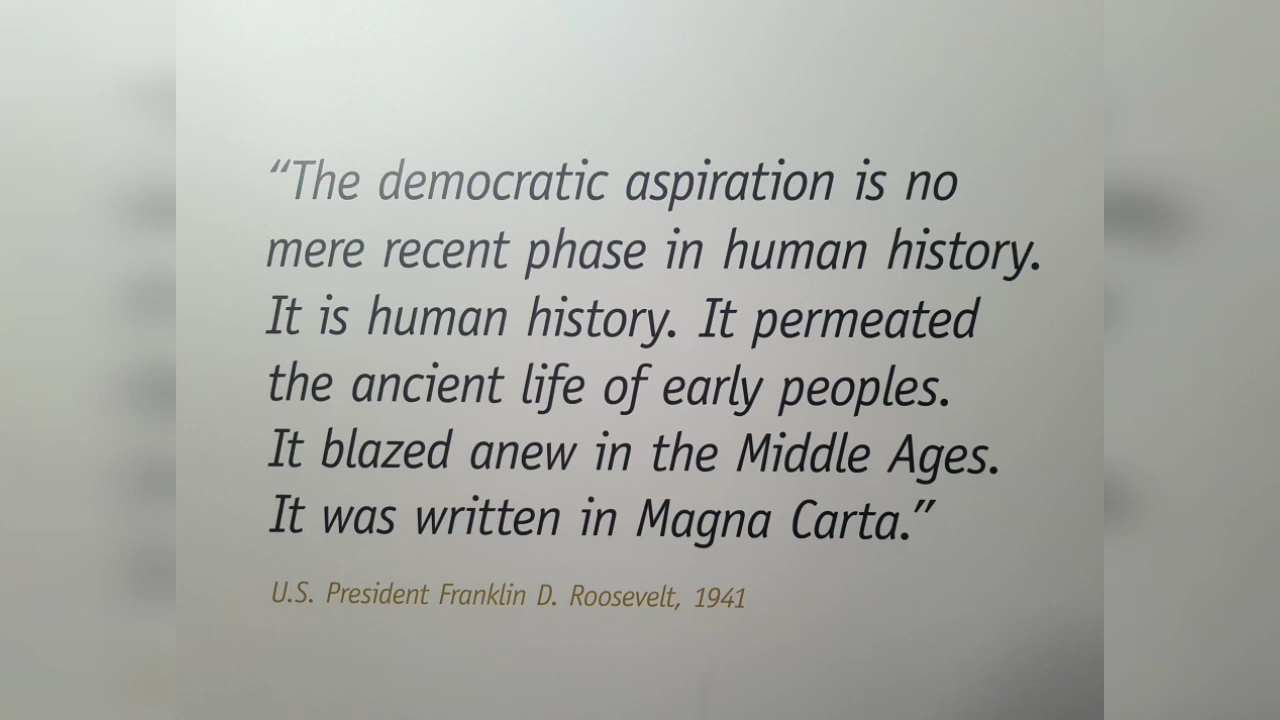 “The democratic aspiration is no
mere recent phase in human history.
It is human history. It permeated
the ancient life of early peoples.
It blazed anew in the Middle Ages.
It was written in Magna Carta.”
U.S. President Franklin D. Roosevelt, 1941